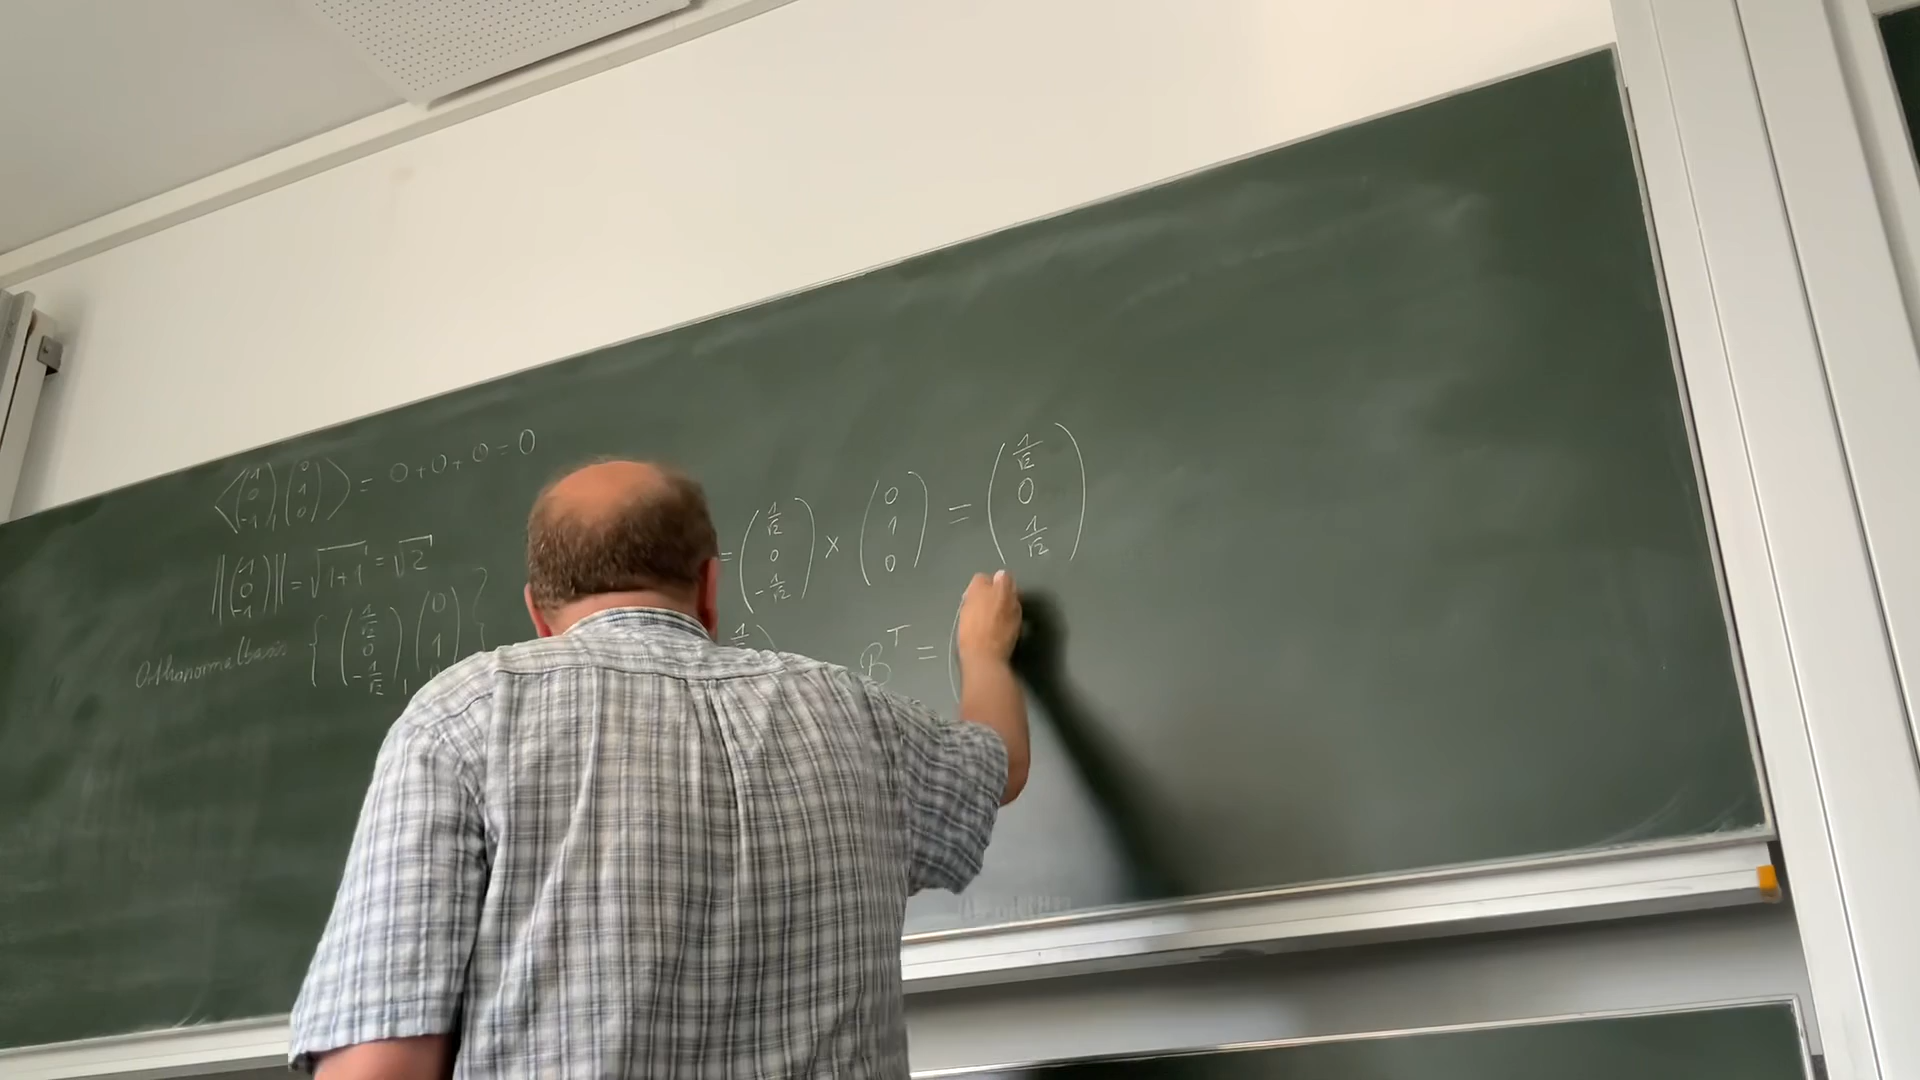 ⟨(1 0 -1), (0 1 0)⟩ = 0+0+0 = 0
‖(1 0 -1)‖ = √(1+1) = √2
Orthonormalbasis { (1/√2 0 -1/√2), (0 1
= (1/√2 0 -1/√2) × (0 1 0) = (1/√2 0 1/√2)
B^T = (